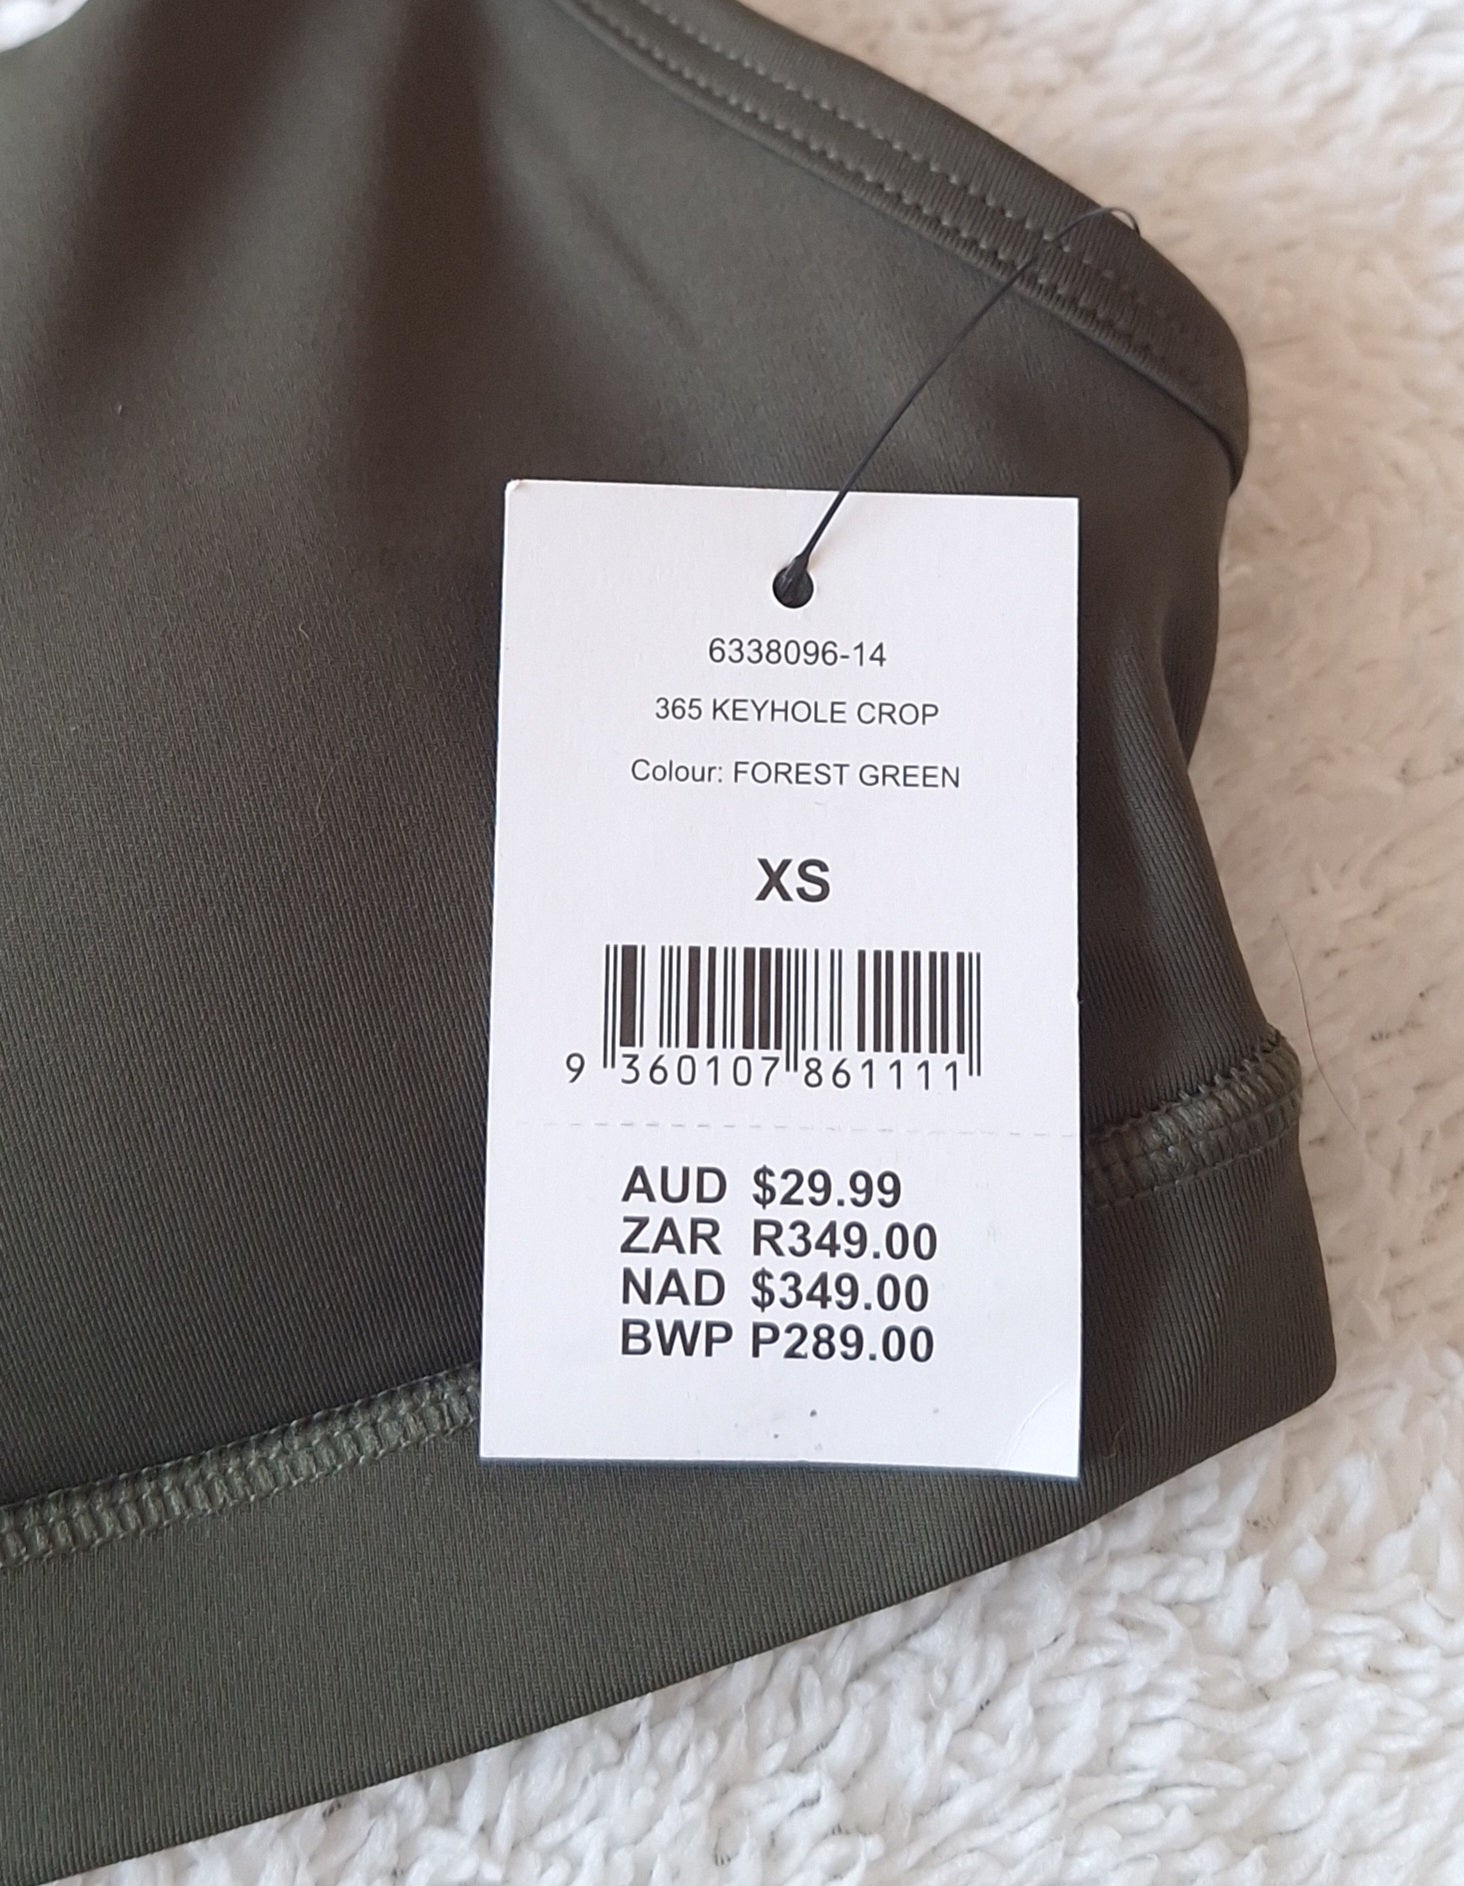 6338096-14
365 KEYHOLE CROP
Colour: FOREST GREEN
XS
9 360107 861111
AUD $29.99
ZAR R349.00
NAD $349.00
BWP P289.00